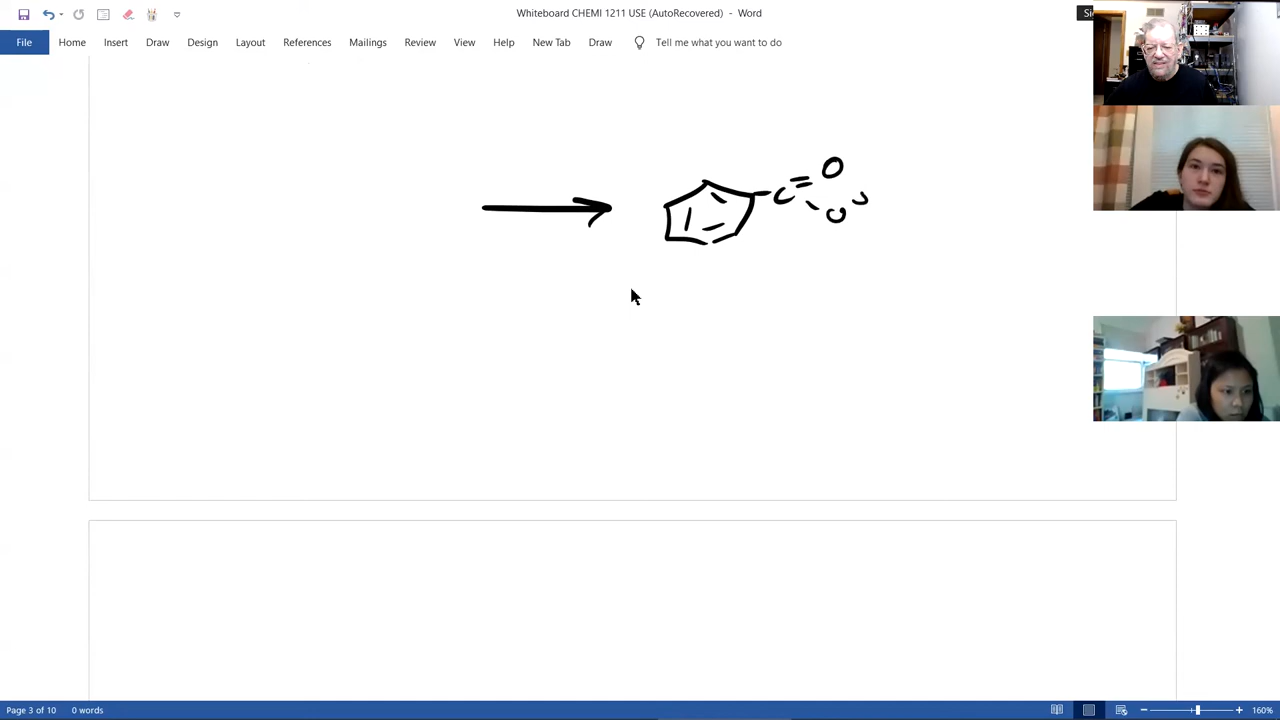 Whiteboard CHEMI 1211 USE (AutoRecovered) - Word
File Home Insert Draw Design Layout References Mailings Review View Help New Tab Draw Tell me what you want to do
C = O
O
Page 3 of 10 0 words 160%